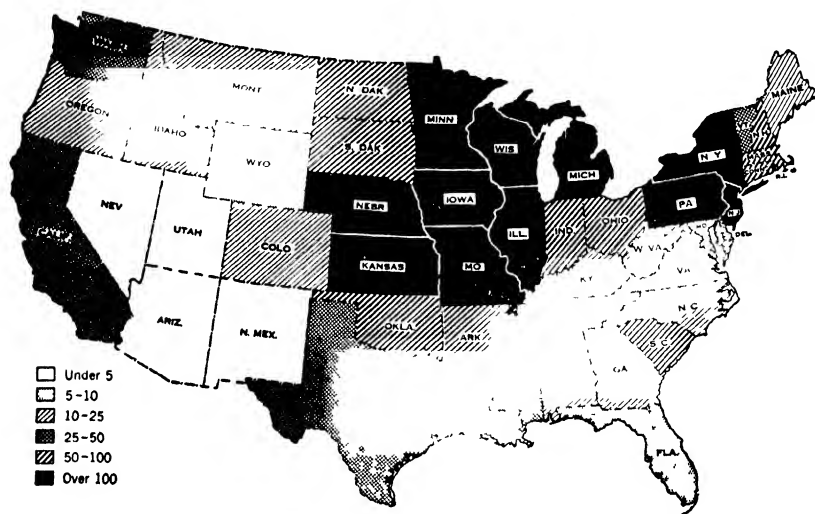 MONT.
N. DAK
MINN
MAINE
OREGON
IDAHO
S. DAK
WIS
WYO
MICH
N Y
NEV
NEBR
IOWA
PA
N.J.
UTAH
COLO
ILL.
IND.
OHIO
DEL.
W VA
KANSAS
MO.
KY
VA
ARIZ.
N. MEX.
OKLA.
ARK
N C
S C
GA
FLA.
Under 5
5-10
10-25
25-50
50-100
Over 100